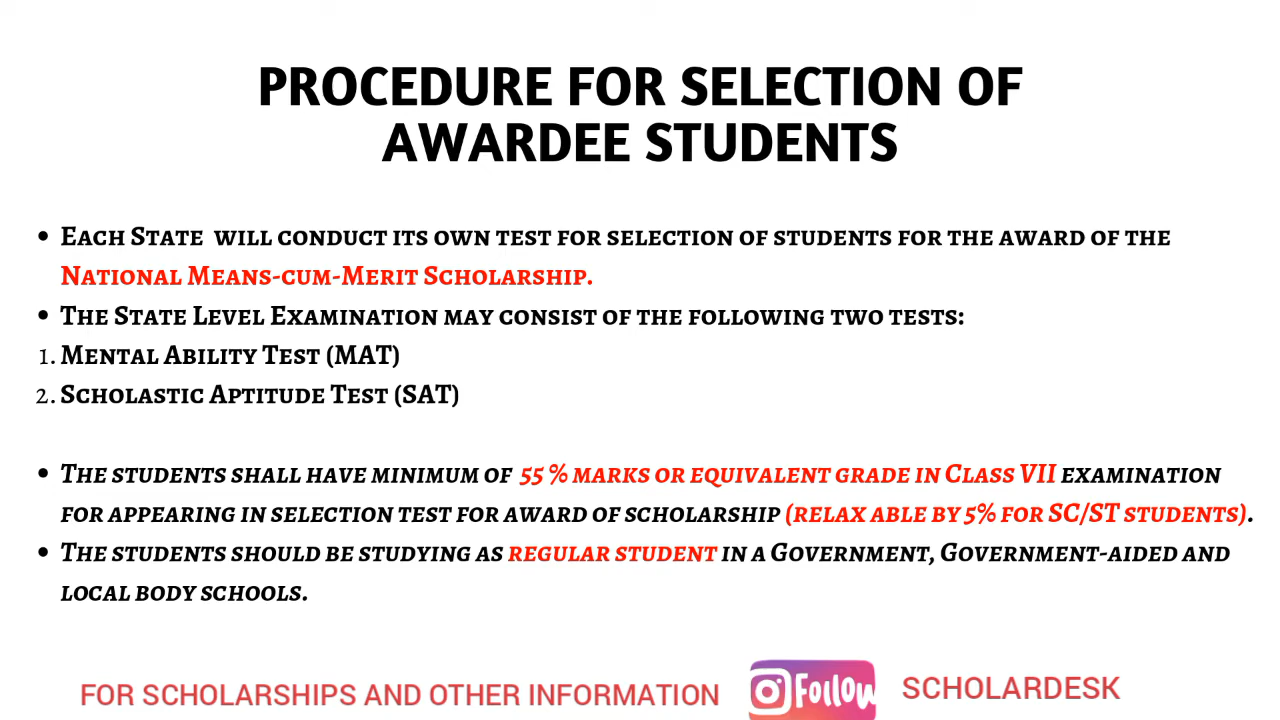 PROCEDURE FOR SELECTION OF
AWARDEE STUDENTS
• Each State will conduct its own test for selection of students for the award of the
National Means-cum-Merit Scholarship.
• The State Level Examination may consist of the following two tests:
1. Mental Ability Test (MAT)
2. Scholastic Aptitude Test (SAT)
• The students shall have minimum of 55 % marks or equivalent grade in Class VII examination
for appearing in selection test for award of scholarship (relax able by 5% for SC/ST students).
• The students should be studying as regular student in a Government, Government-aided and
local body schools.
FOR SCHOLARSHIPS AND OTHER INFORMATION Follow SCHOLARDESK